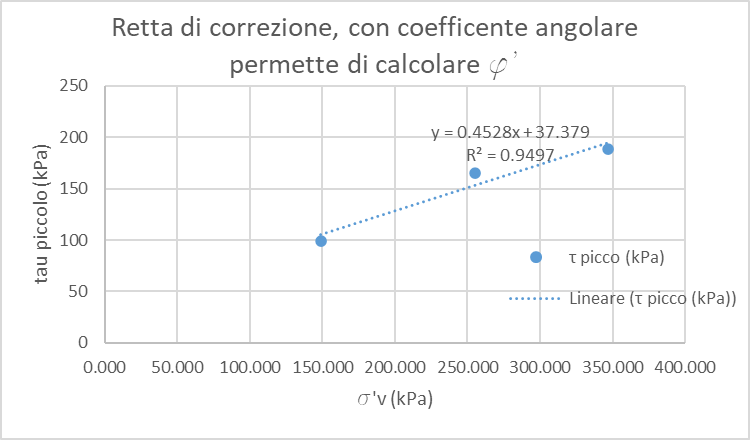 Retta di correzione, con coefficente angolare
permette di calcolare φ'
250
200
150
100
50
0
tau piccolo (kPa)
y = 0.4528x + 37.379
R² = 0.9497
τ picco (kPa)
Lineare (τ picco (kPa))
0.000 50.000 100.000 150.000 200.000 250.000 300.000 350.000 400.000
σ'v (kPa)